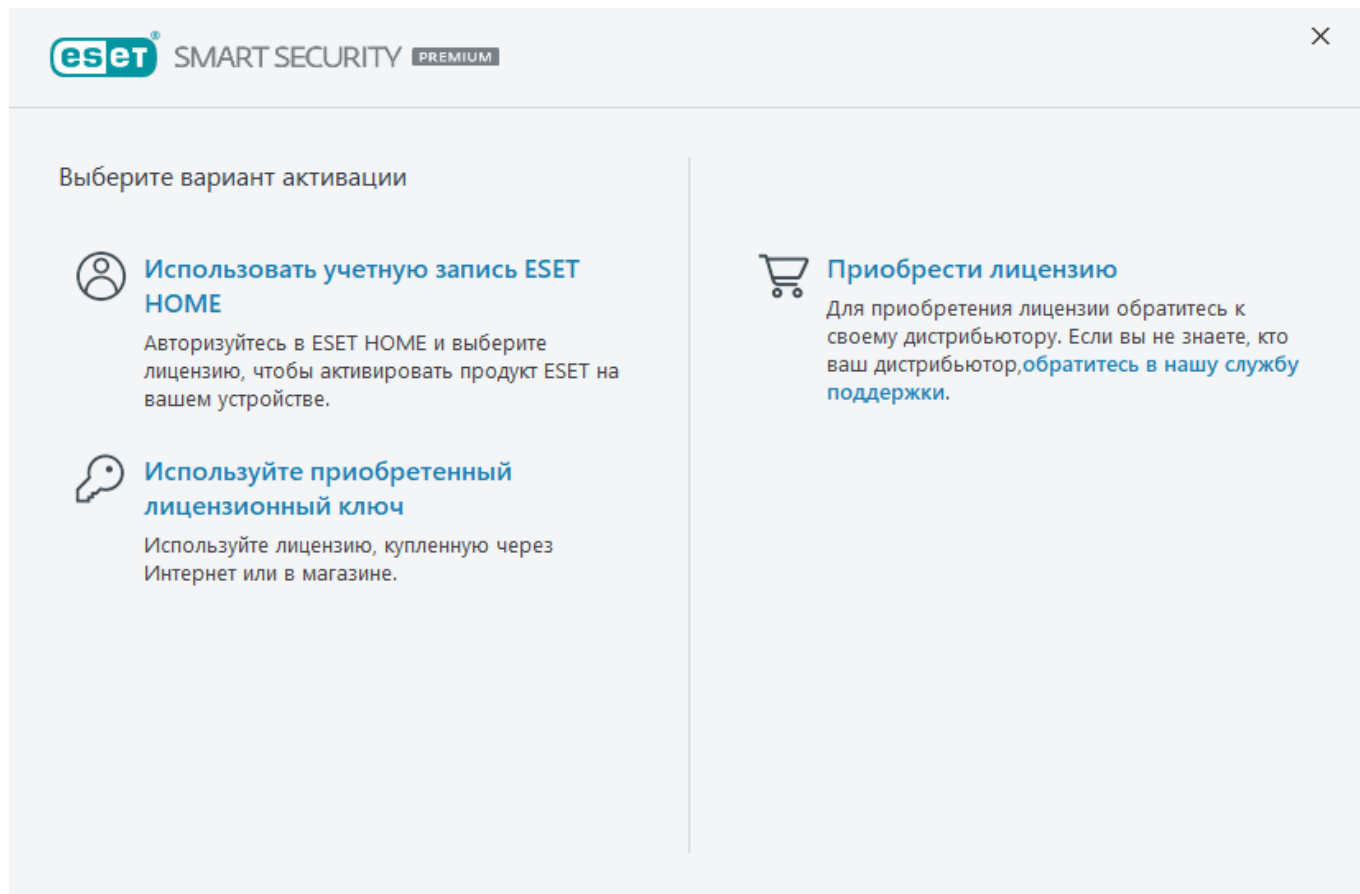 eset® SMART SECURITY PREMIUM
Выберите вариант активации
Использовать учетную запись ESET
HOME
Авторизуйтесь в ESET HOME и выберите
лицензию, чтобы активировать продукт ESET на
вашем устройстве.
Используйте приобретенный
лицензионный ключ
Используйте лицензию, купленную через
Интернет или в магазине.
Приобрести лицензию
Для приобретения лицензии обратитесь к
своему дистрибьютору. Если вы не знаете, кто
ваш дистрибьютор,обратитесь в нашу службу
поддержки.